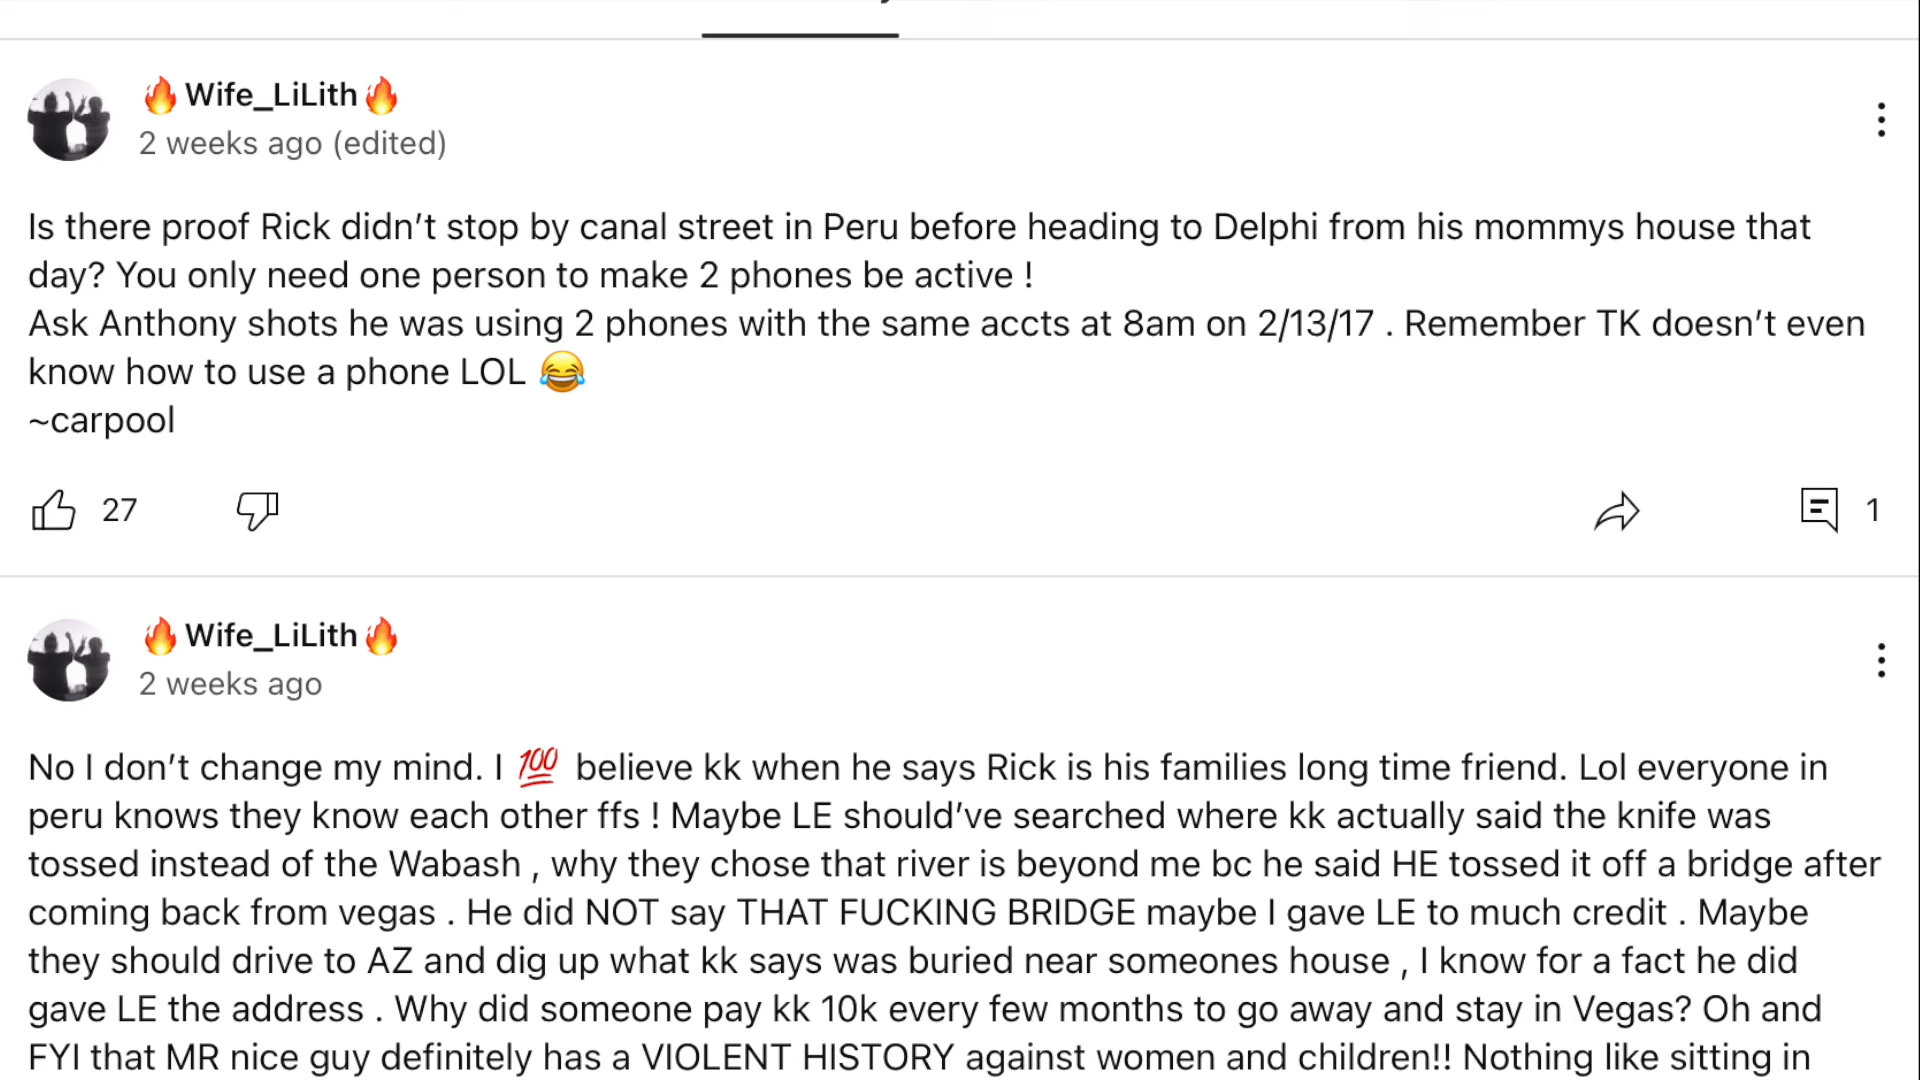 🔥Wife_LiLith🔥
2 weeks ago (edited)
Is there proof Rick didn’t stop by canal street in Peru before heading to Delphi from his mommys house that
day? You only need one person to make 2 phones be active !
Ask Anthony shots he was using 2 phones with the same accts at 8am on 2/13/17 . Remember TK doesn’t even
know how to use a phone LOL 😂
~carpool
27
1
🔥Wife_LiLith🔥
2 weeks ago
No I don’t change my mind. I 💯 believe kk when he says Rick is his families long time friend. Lol everyone in
peru knows they know each other ffs ! Maybe LE should’ve searched where kk actually said the knife was
tossed instead of the Wabash , why they chose that river is beyond me bc he said HE tossed it off a bridge after
coming back from vegas . He did NOT say THAT FUCKING BRIDGE maybe I gave LE to much credit . Maybe
they should drive to AZ and dig up what kk says was buried near someones house , I know for a fact he did
gave LE the address . Why did someone pay kk 10k every few months to go away and stay in Vegas? Oh and
FYI that MR nice guy definitely has a VIOLENT HISTORY against women and children!! Nothing like sitting in